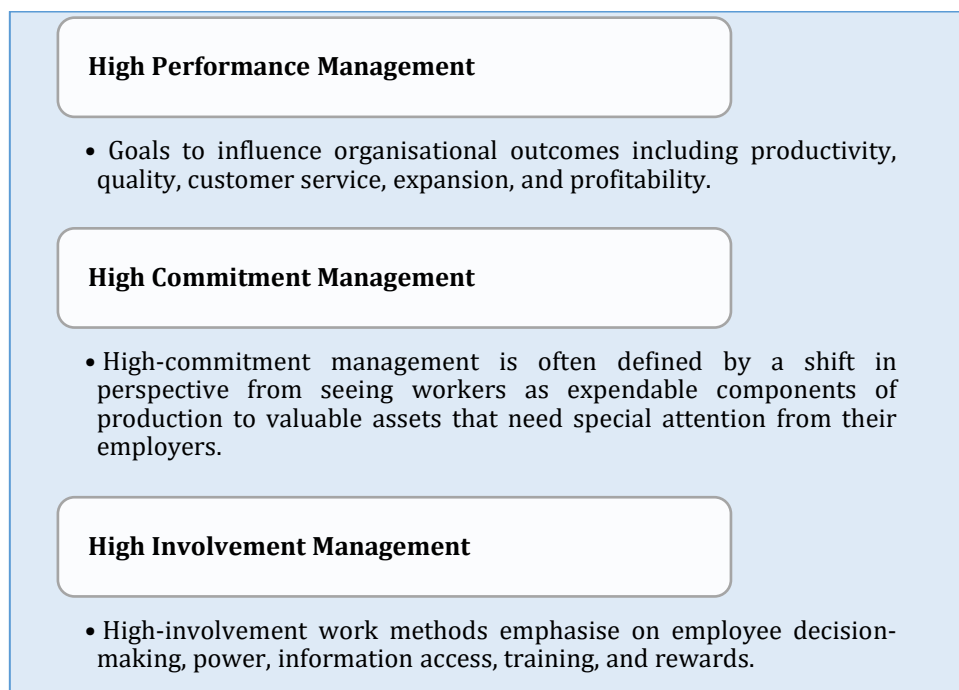 High Performance Management
• Goals to influence organisational outcomes including productivity,
quality, customer service, expansion, and profitability.
High Commitment Management
• High-commitment management is often defined by a shift in
perspective from seeing workers as expendable components of
production to valuable assets that need special attention from their
employers.
High Involvement Management
• High-involvement work methods emphasise on employee decision-
making, power, information access, training, and rewards.